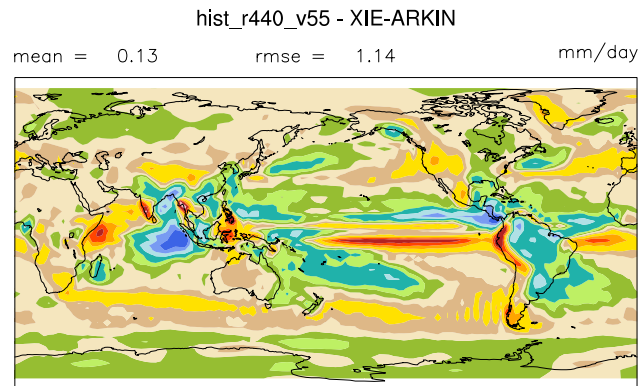 hist_r440_v55 - XIE-ARKIN
mean = 0.13 rmse = 1.14 mm/day